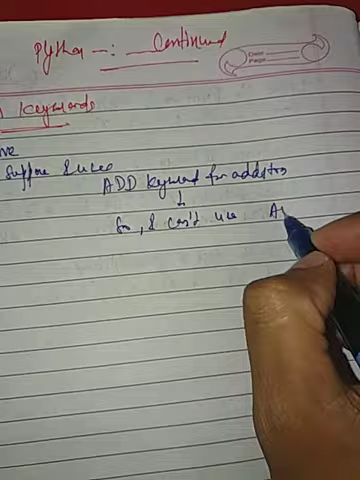 Python -: Continued
Date
Page
Keywords
Suppose I use
ADD keyword for addition
↓
So, I can't use A